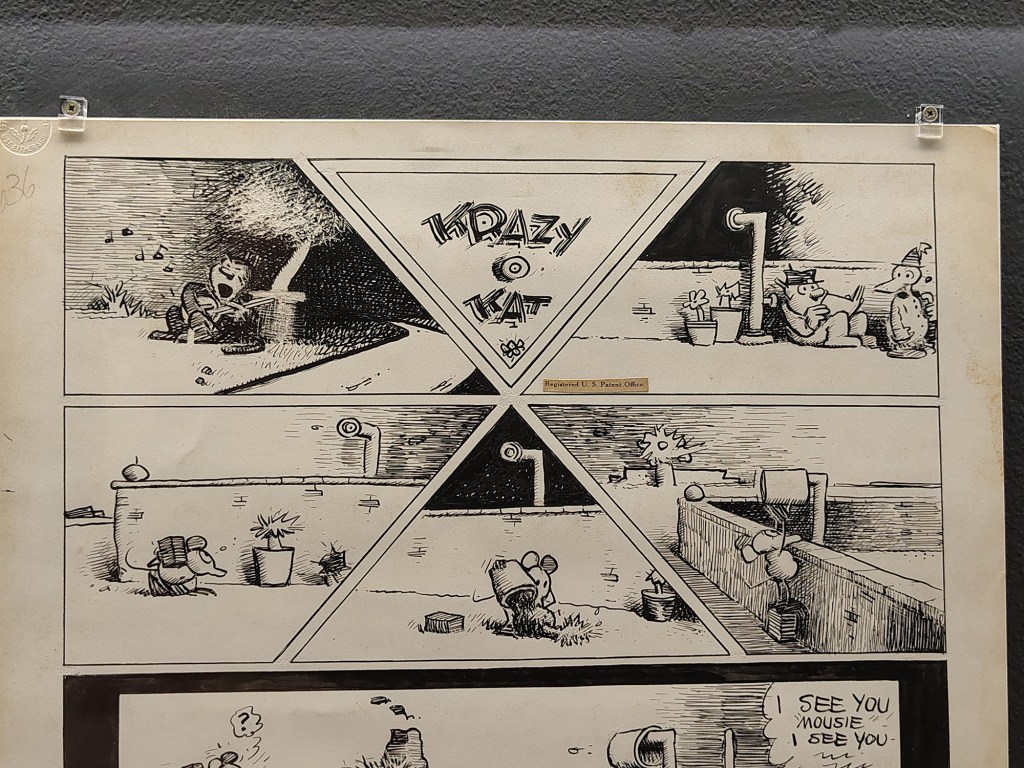 KRAZY
KAT
Registered U. S. Patent Office.
?
I SEE YOU
MOUSIE
I SEE YOU